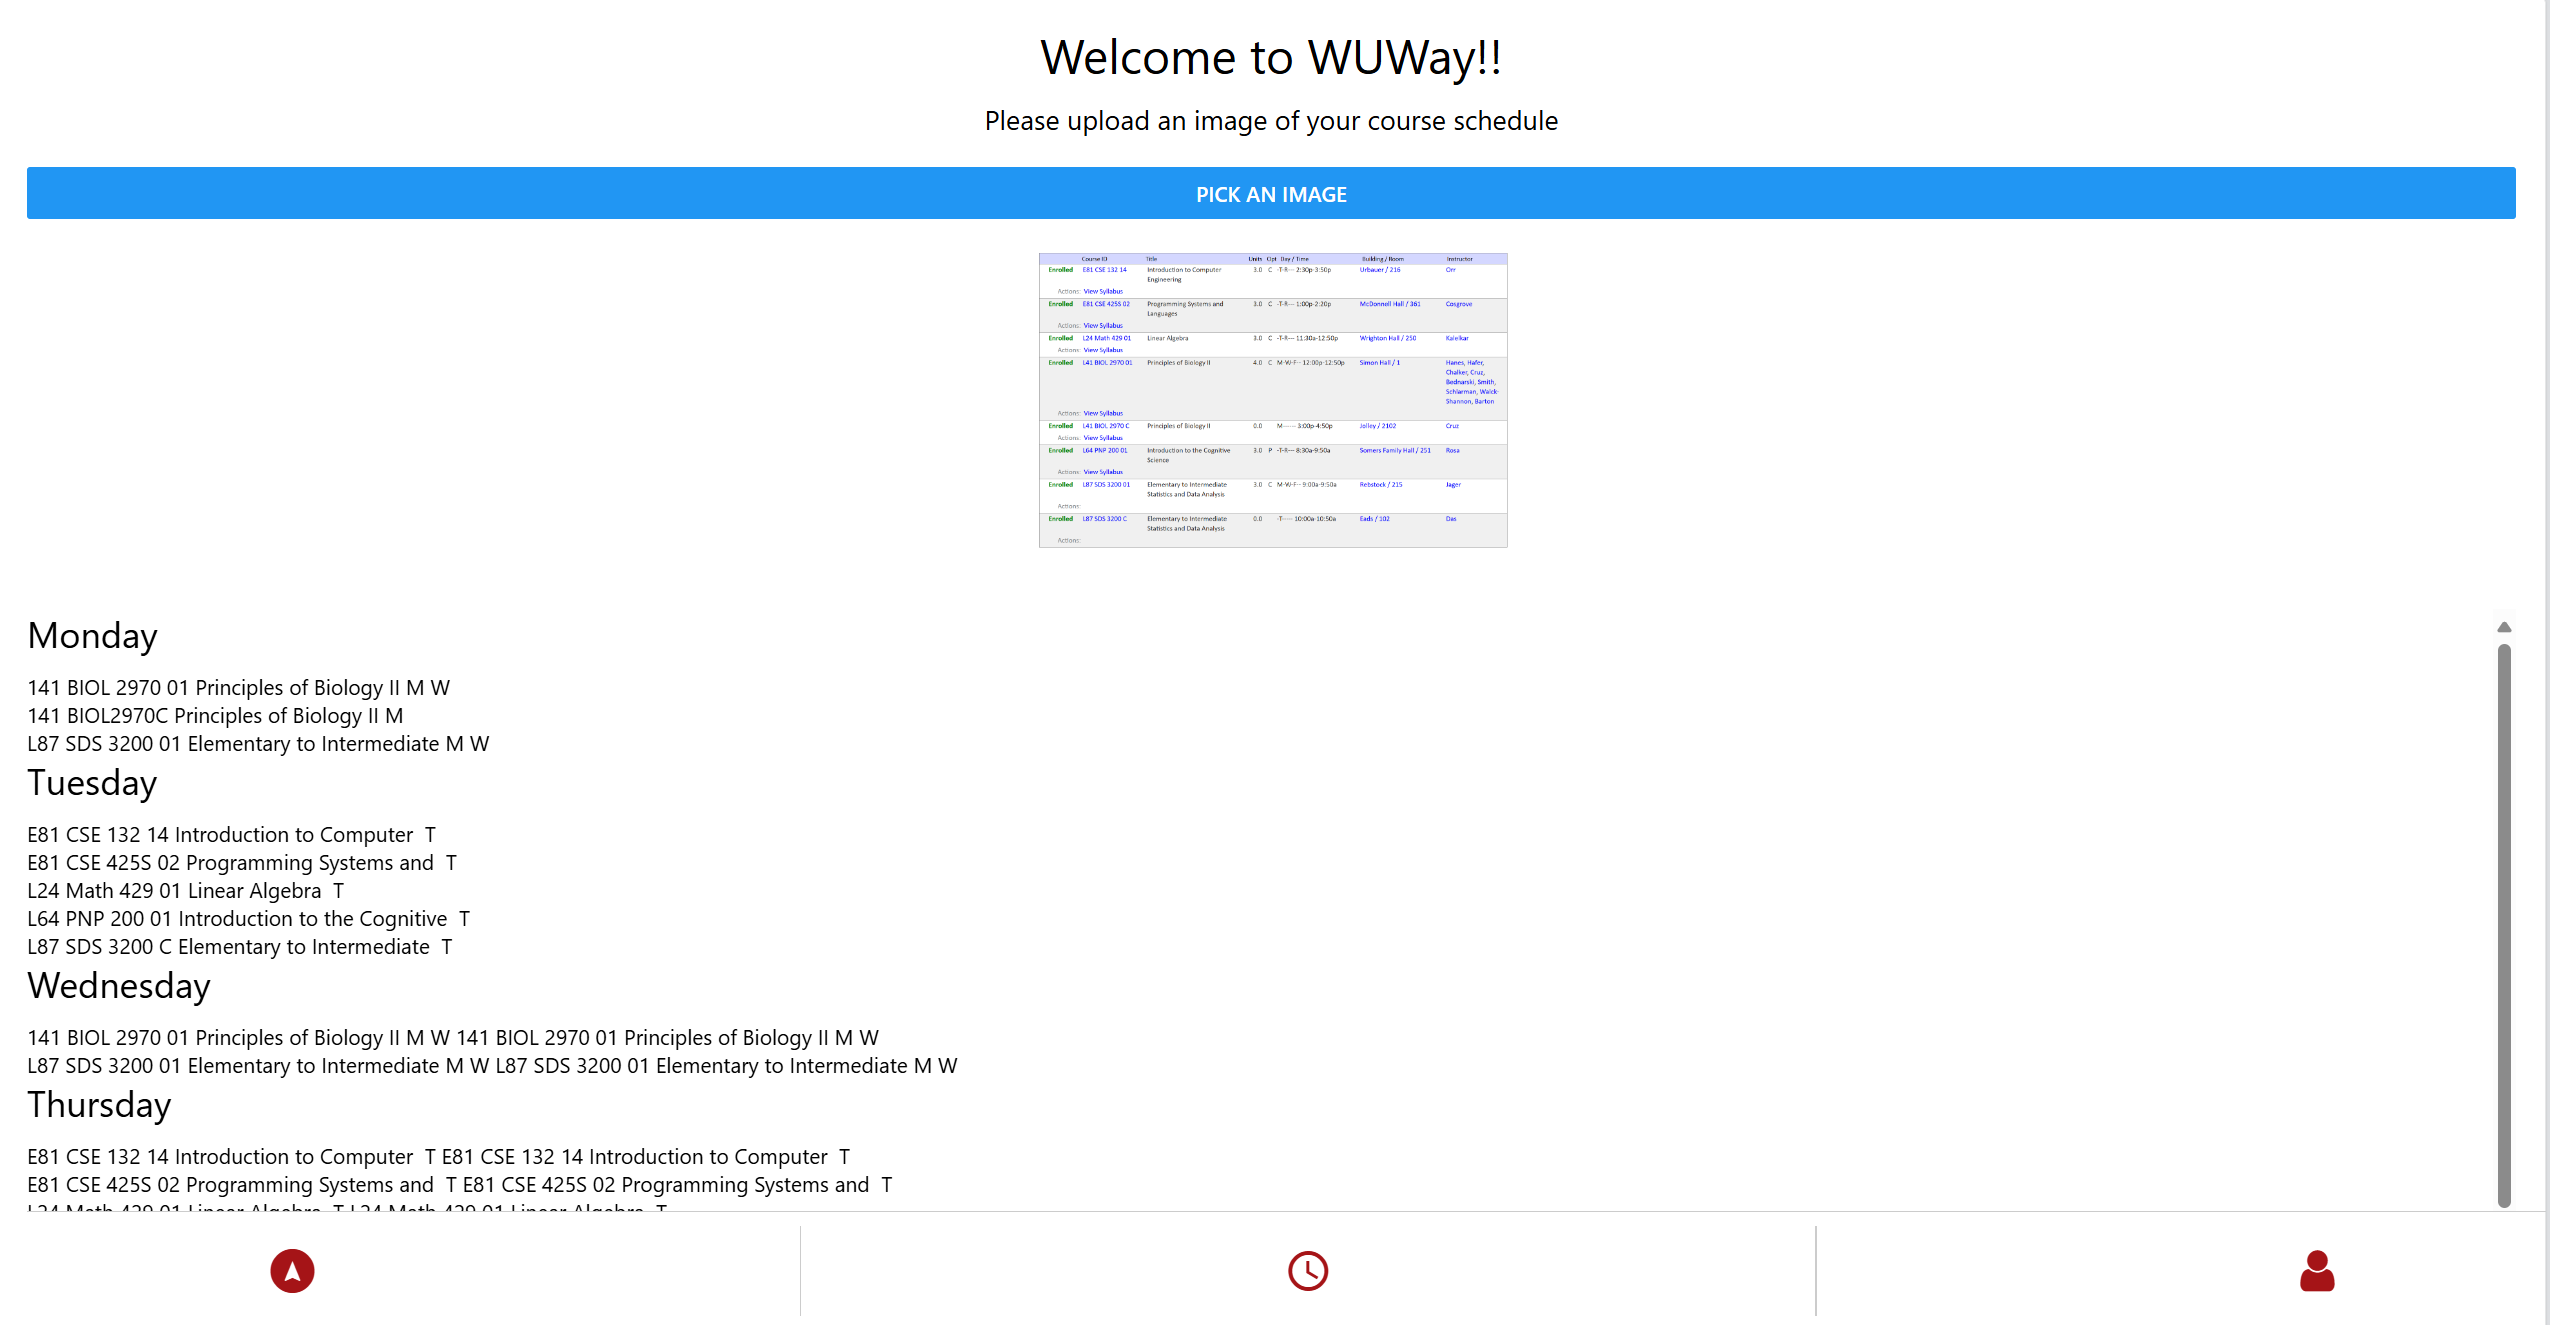 Welcome to WUWay!!
Please upload an image of your course schedule
PICK AN IMAGE
Course ID Title Units Opt Day / Time Building / Room Instructor
Enrolled E81 CSE 132 14 Introduction to Computer 3.0 C -T-R--- 2:30p-3:50p Urbauer / 216 Orr
Engineering
Actions: View Syllabus
Enrolled E81 CSE 425S 02 Programming Systems and 3.0 C -T-R--- 1:00p-2:20p McDonnell Hall / 361 Cosgrove
Languages
Actions: View Syllabus
Enrolled L24 Math 429 01 Linear Algebra 3.0 C -T-R--- 11:30a-12:50p Wrighton Hall / 250 Kalelkar
Actions: View Syllabus
Enrolled L41 BIOL 2970 01 Principles of Biology II 4.0 C M-W-F-- 12:00p-12:50p Simon Hall / 1 Hanes, Hafer,
Chalker, Cruz,
Bednarski, Smith,
Schlarman, Walck-
Shannon, Barton
Actions: View Syllabus
Enrolled L41 BIOL 2970 C Principles of Biology II 0.0 M------ 3:00p-4:50p Jolley / 2102 Cruz
Actions: View Syllabus
Enrolled L64 PNP 200 01 Introduction to the Cognitive 3.0 P -T-R--- 8:30a-9:50a Somers Family Hall / 251 Rosa
Science
Actions: View Syllabus
Enrolled L87 SDS 3200 01 Elementary to Intermediate 3.0 C M-W-F-- 9:00a-9:50a Rebstock / 215 Jager
Statistics and Data Analysis
Actions:
Enrolled L87 SDS 3200 C Elementary to Intermediate 0.0 -T----- 10:00a-10:50a Eads / 102 Das
Statistics and Data Analysis
Actions:
Monday
141 BIOL 2970 01 Principles of Biology II M W
141 BIOL2970C Principles of Biology II M
L87 SDS 3200 01 Elementary to Intermediate M W
Tuesday
E81 CSE 132 14 Introduction to Computer T
E81 CSE 425S 02 Programming Systems and T
L24 Math 429 01 Linear Algebra T
L64 PNP 200 01 Introduction to the Cognitive T
L87 SDS 3200 C Elementary to Intermediate T
Wednesday
141 BIOL 2970 01 Principles of Biology II M W 141 BIOL 2970 01 Principles of Biology II M W
L87 SDS 3200 01 Elementary to Intermediate M W L87 SDS 3200 01 Elementary to Intermediate M W
Thursday
E81 CSE 132 14 Introduction to Computer T E81 CSE 132 14 Introduction to Computer T
E81 CSE 425S 02 Programming Systems and T E81 CSE 425S 02 Programming Systems and T
L24 Math 429 01 Linear Algebra T L24 Math 429 01 Linear Algebra T